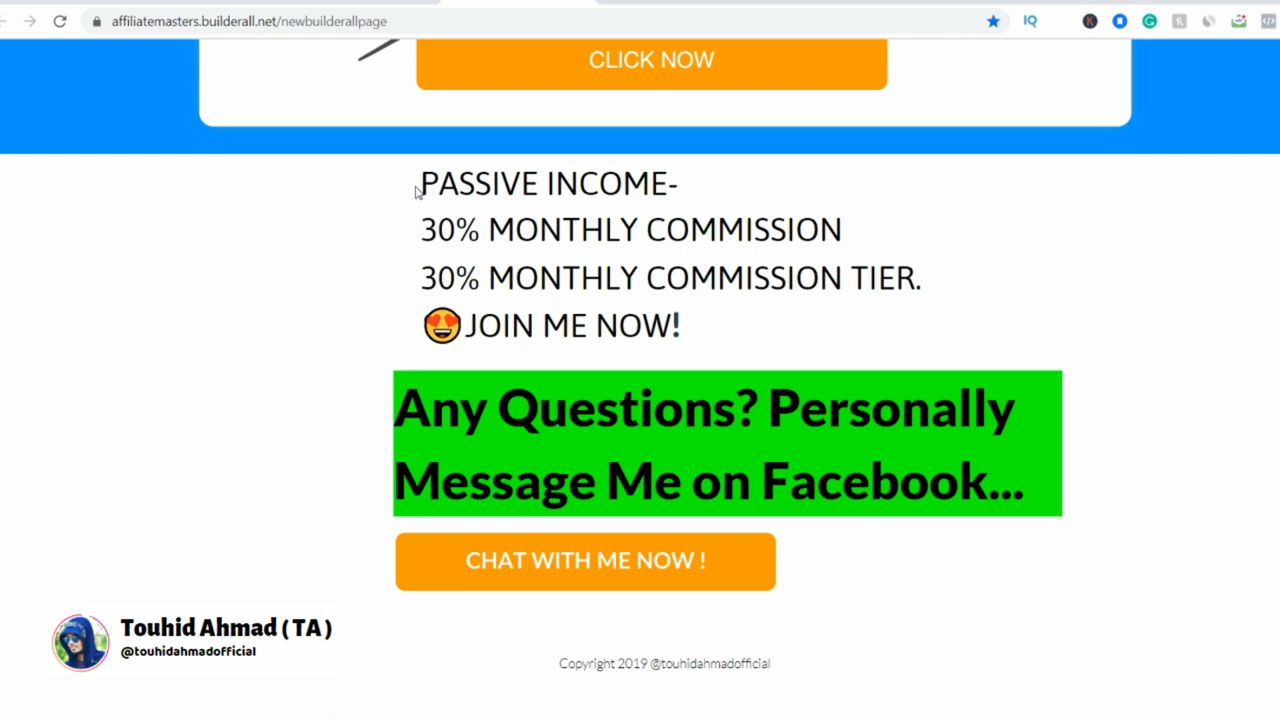 affiliatemasters.builderall.net/newbuilderallpage
IQ
CLICK NOW
PASSIVE INCOME-
30% MONTHLY COMMISSION
30% MONTHLY COMMISSION TIER.
😍JOIN ME NOW!
Any Questions? Personally
Message Me on Facebook...
CHAT WITH ME NOW !
Touhid Ahmad ( TA )
@touhidahmadofficial
Copyright 2019 @touhidahmadofficial